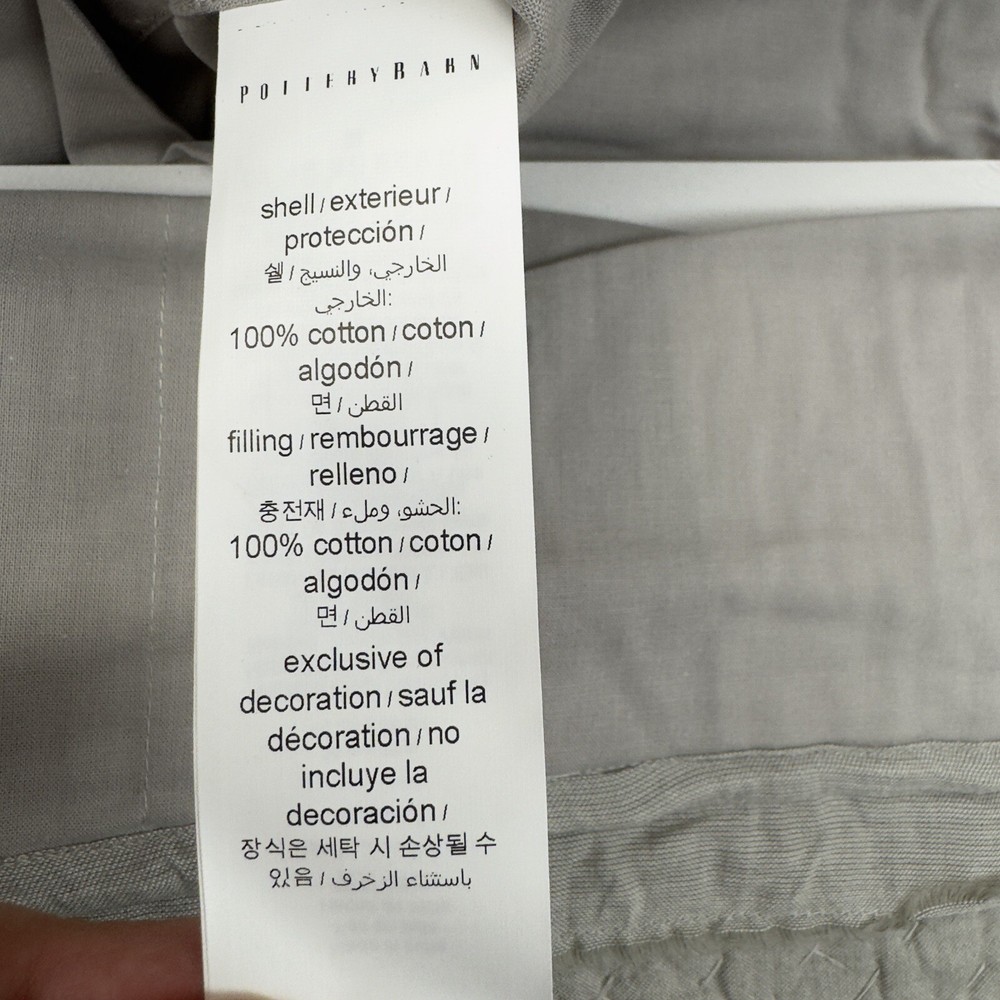 POTTERYBARN
shell / exterieur /
protección /
쉘 / الخارجي، والنسيج
الخارجي:
100% cotton / coton /
algodón /
면 / القطن
filling / rembourrage /
relleno /
충전재 / الحشو، وملء:
100% cotton / coton /
algodón /
면 / القطن
exclusive of
decoration / sauf la
décoration / no
incluye la
decoración /
장식은 세탁 시 손상될 수
있음 / باستثناء الزخرف